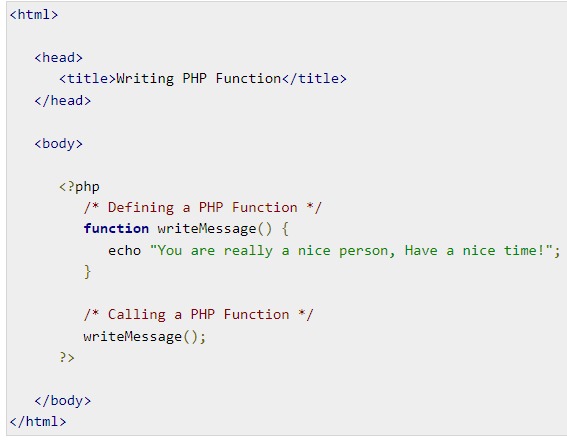 <html>
<head>
<title>Writing PHP Function</title>
</head>
<body>
<?php
/* Defining a PHP Function */
function writeMessage() {
echo "You are really a nice person, Have a nice time!";
}
/* Calling a PHP Function */
writeMessage();
?>
</body>
</html>